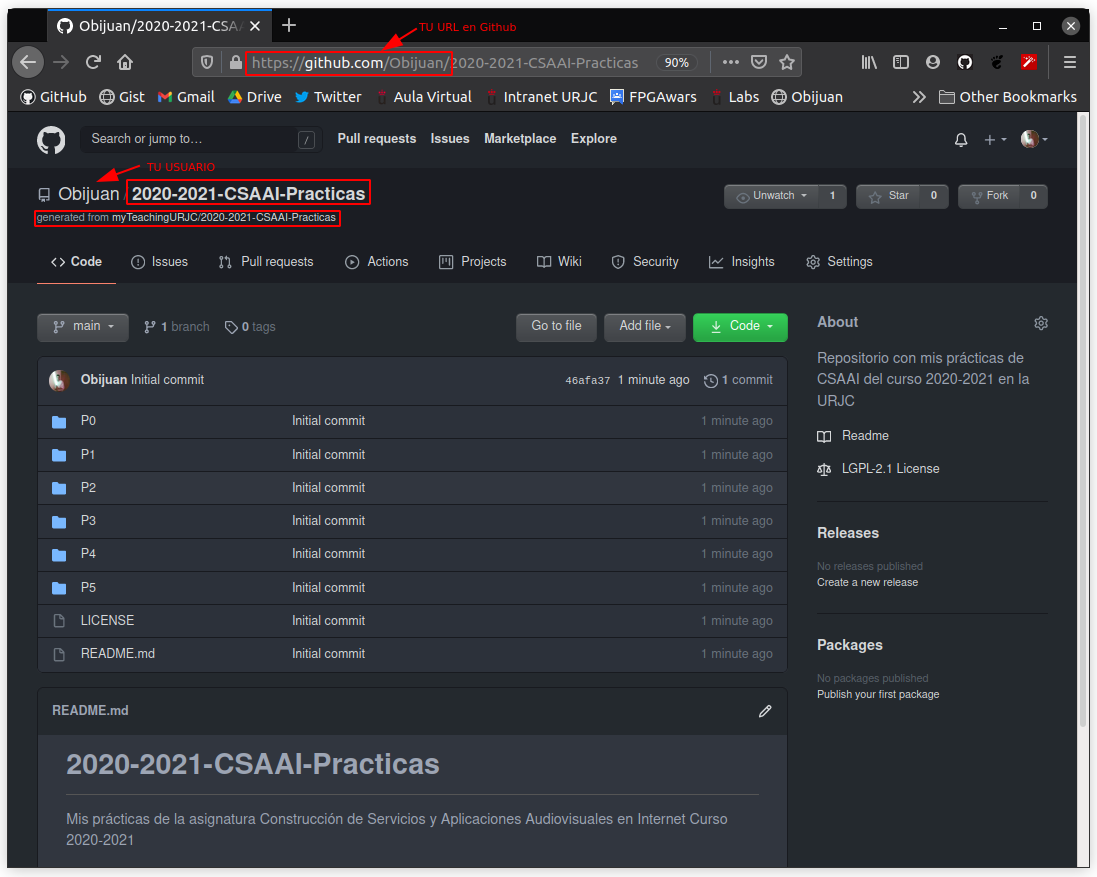 Obijuan/2020-2021-CSA
TU URL en Github
https://github.com/Obijuan/2020-2021-CSAAI-Practicas 90%
GitHub Gist Gmail Drive Twitter Aula Virtual Intranet URJC FPGAwars Labs Obijuan Other Bookmarks
Search or jump to… / Pull requests Issues Marketplace Explore
TU USUARIO
Obijuan / 2020-2021-CSAAI-Practicas Unwatch 1 Star 0 Fork 0
generated from myTeachingURJC/2020-2021-CSAAI-Practicas
Code Issues Pull requests Actions Projects Wiki Security Insights Settings
main 1 branch 0 tags Go to file Add file Code
Obijuan Initial commit 46afa37 1 minute ago 1 commit
P0 Initial commit 1 minute ago
P1 Initial commit 1 minute ago
P2 Initial commit 1 minute ago
P3 Initial commit 1 minute ago
P4 Initial commit 1 minute ago
P5 Initial commit 1 minute ago
LICENSE Initial commit 1 minute ago
README.md Initial commit 1 minute ago
README.md
2020-2021-CSAAI-Practicas
Mis prácticas de la asignatura Construcción de Servicios y Aplicaciones Audiovisuales en Internet Curso
2020-2021
About
Repositorio con mis prácticas de
CSAAI del curso 2020-2021 en la
URJC
Readme
LGPL-2.1 License
Releases
No releases published
Create a new release
Packages
No packages published
Publish your first package